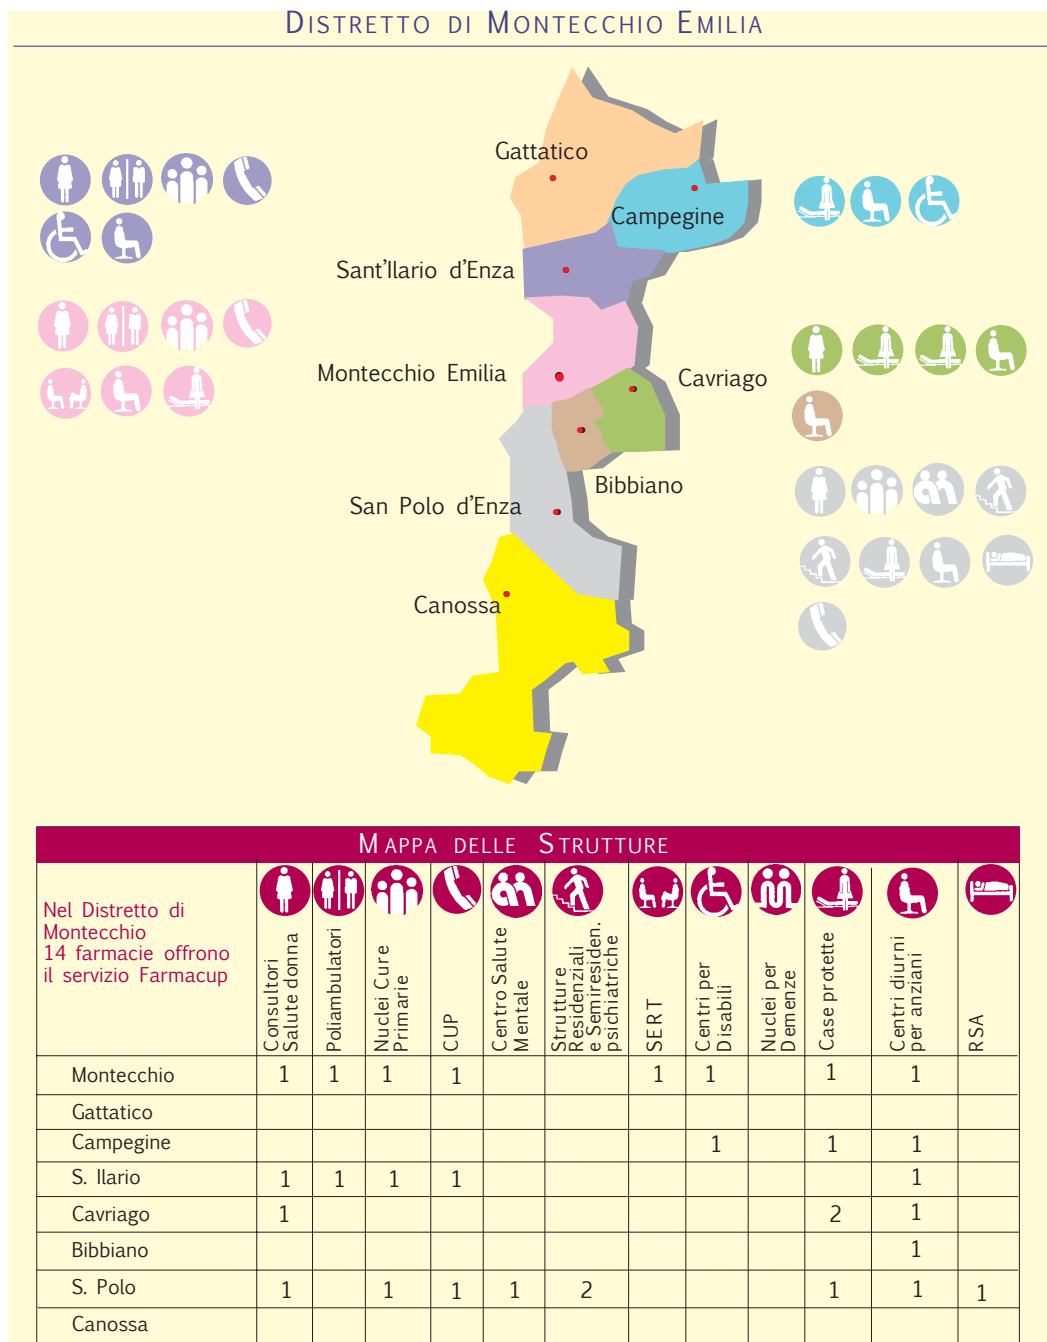 DISTRETTO DI MONTECCHIO EMILIA
Gattatico
Campegine
Sant'Ilario d'Enza
Montecchio Emilia
Cavriago
Bibbiano
San Polo d'Enza
Canossa
MAPPA DELLE STRUTTURE
Nel Distretto di
Montecchio
14 farmacie offrono
il servizio Farmacup
Consultori
Salute donna
Poliambulatori
Nuclei Cure
Primarie
CUP
Centro Salute
Mentale
Strutture
Residenziali
e Semiresiden.
psichiatriche
SERT
Centri per
Disabili
Nuclei per
Demenze
Case protette
Centri diurni
per anziani
RSA
Montecchio 1 1 1 1 1 1 1 1
Gattatico
Campegine 1 1 1
S. Ilario 1 1 1 1 1
Cavriago 1 2 1
Bibbiano 1
S. Polo 1 1 1 1 2 1 1 1
Canossa